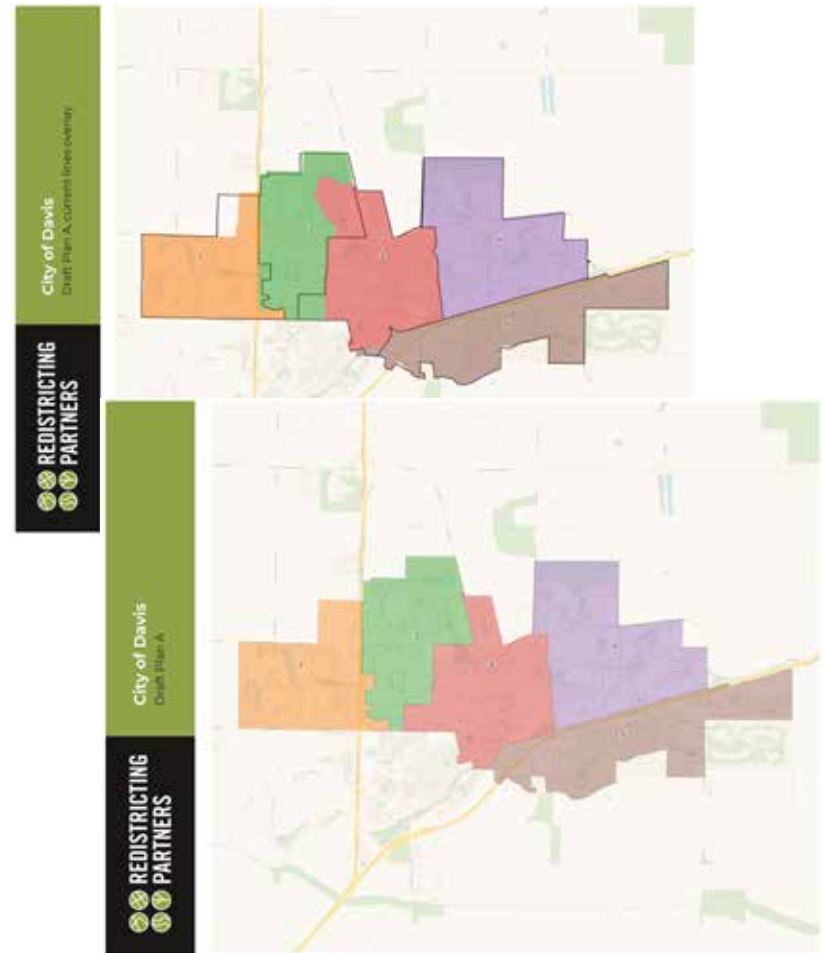 City of Davis
Draft Plan A, current lines overlay
REDISTRICTING
PARTNERS
City of Davis
Draft Plan A
REDISTRICTING
PARTNERS